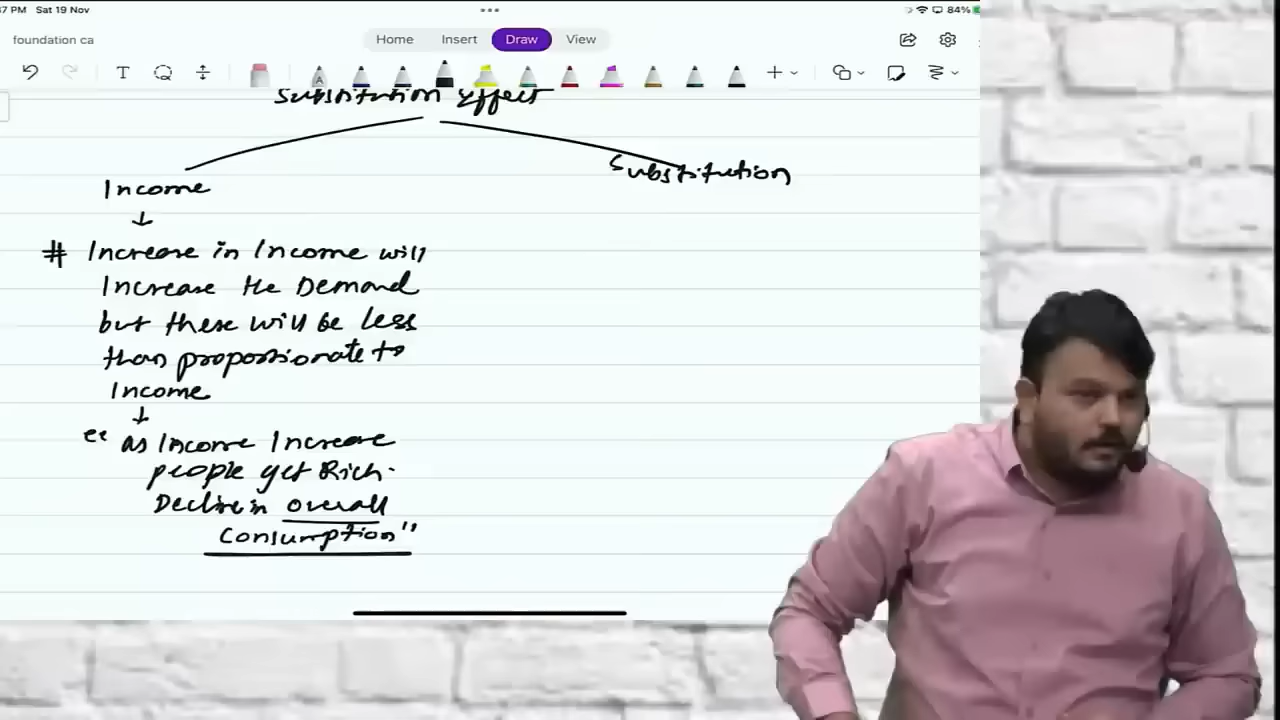 37 PM Sat 19 Nov
84%
foundation ca
Home Insert Draw View
Substitution Effect
Income
Substitution
# Increase in Income will
Increase the Demand
but these will be less
than proportionate to
Income
" as Income Increase
people get Rich.
Decline in overall
consumption"